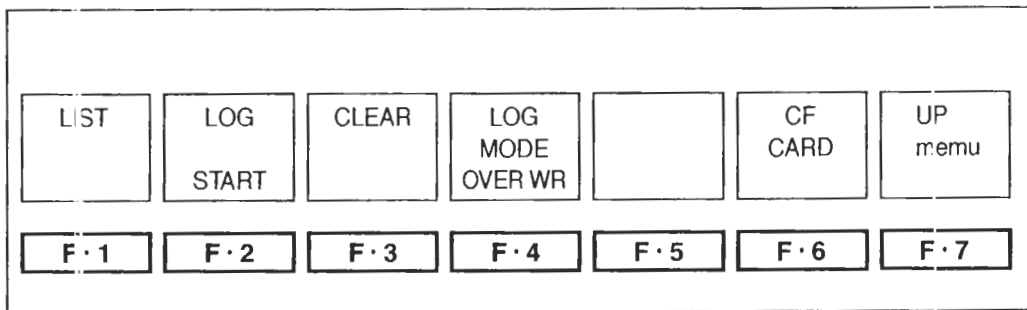 LIST
LOG
START
CLEAR
LOG
MODE
OVER WR
CF
CARD
UP
memu
F・1
F・2
F・3
F・4
F・5
F・6
F・7